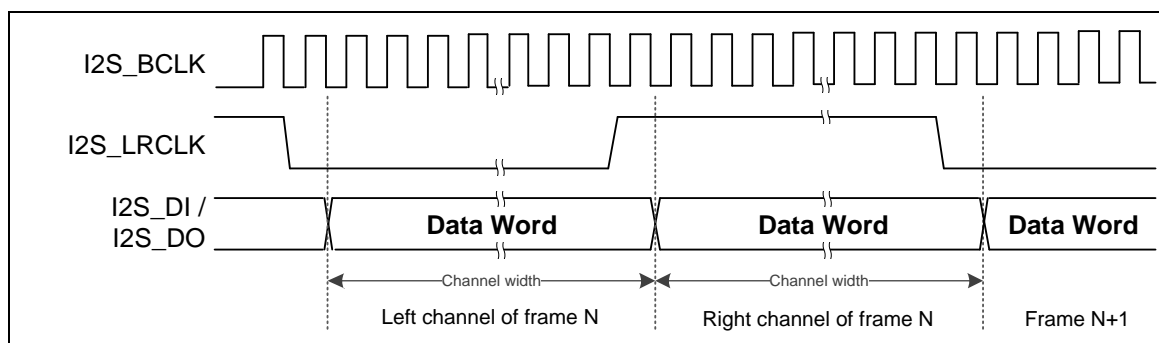 I2S_BCLK
I2S_LRCLK
I2S_DI /
I2S_DO
Data Word
Data Word
Data Word
Channel width
Channel width
Left channel of frame N
Right channel of frame N
Frame N+1